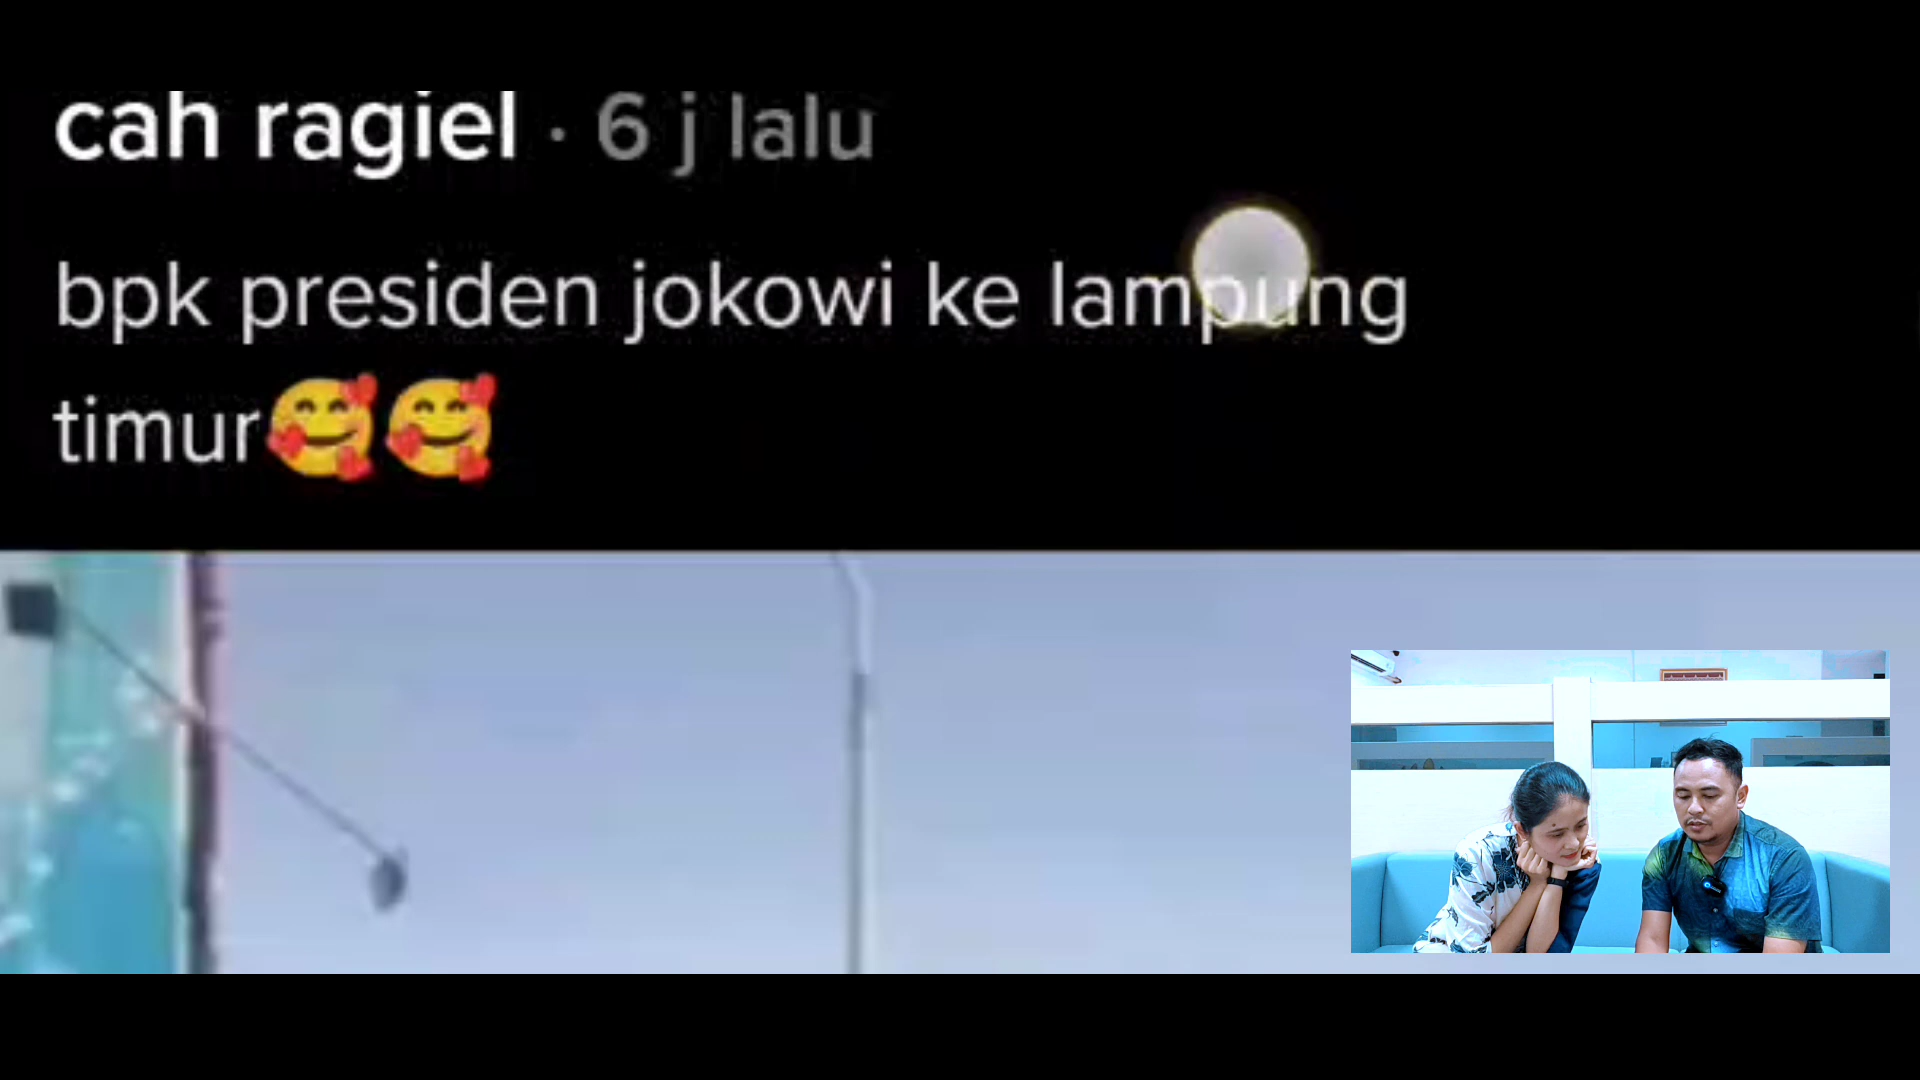 cah ragiel · 6 j lalu
bpk presiden jokowi ke lampung
timur🥰🥰